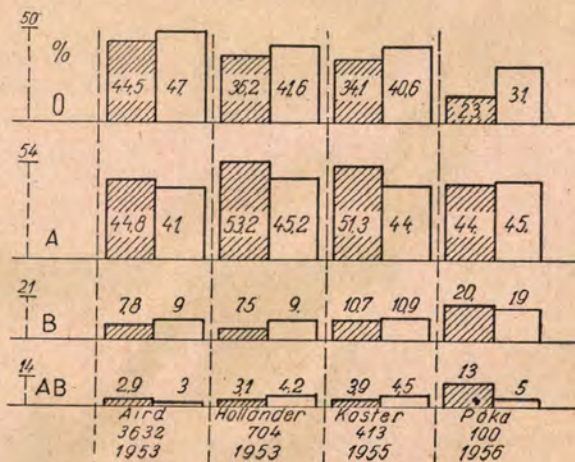 50
% 
0 44,5 47, 36,2 41,6 34,1 40,6 23, 31,
54
A 44,8 41, 53,2 45,2 51,3 44, 44, 45,
21
B 7,8 9 7,5 9, 10,7 10,9 20, 19
14
AB 2,9 3 3,1 4,2 3,9 4,5 13 5
Aird Hollander Koster Póka
3632 704 413 100
1953 1953 1955 1956